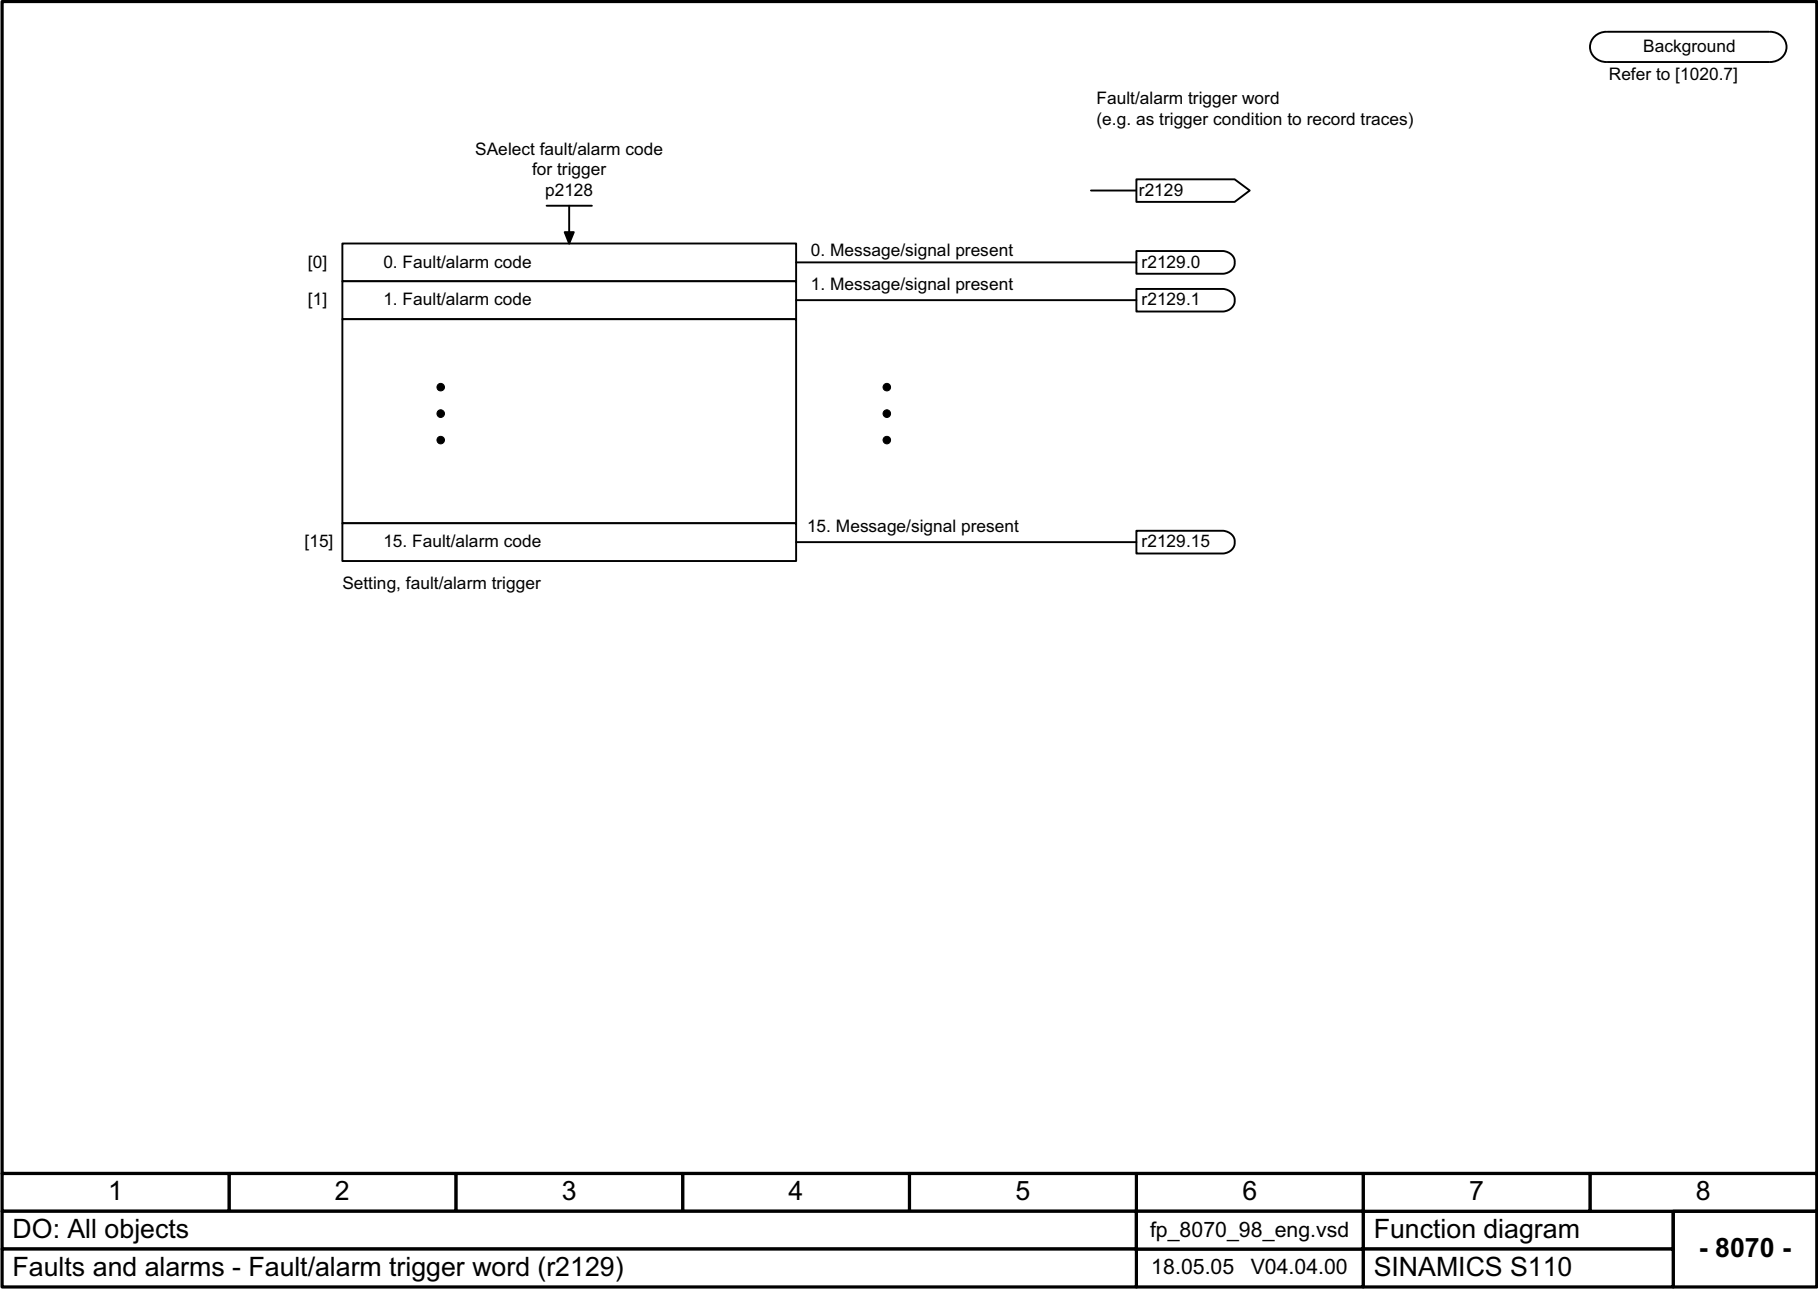 Background
Refer to [1020.7]
Fault/alarm trigger word
(e.g. as trigger condition to record traces)
SAelect fault/alarm code
for trigger
p2128
r2129
[0] 0. Fault/alarm code 0. Message/signal present r2129.0
[1] 1. Fault/alarm code 1. Message/signal present r2129.1
[15] 15. Fault/alarm code 15. Message/signal present r2129.15
Setting, fault/alarm trigger
1 2 3 4 5 6 7 8
DO: All objects fp_8070_98_eng.vsd Function diagram
- 8070 -
Faults and alarms - Fault/alarm trigger word (r2129) 18.05.05 V04.04.00 SINAMICS S110